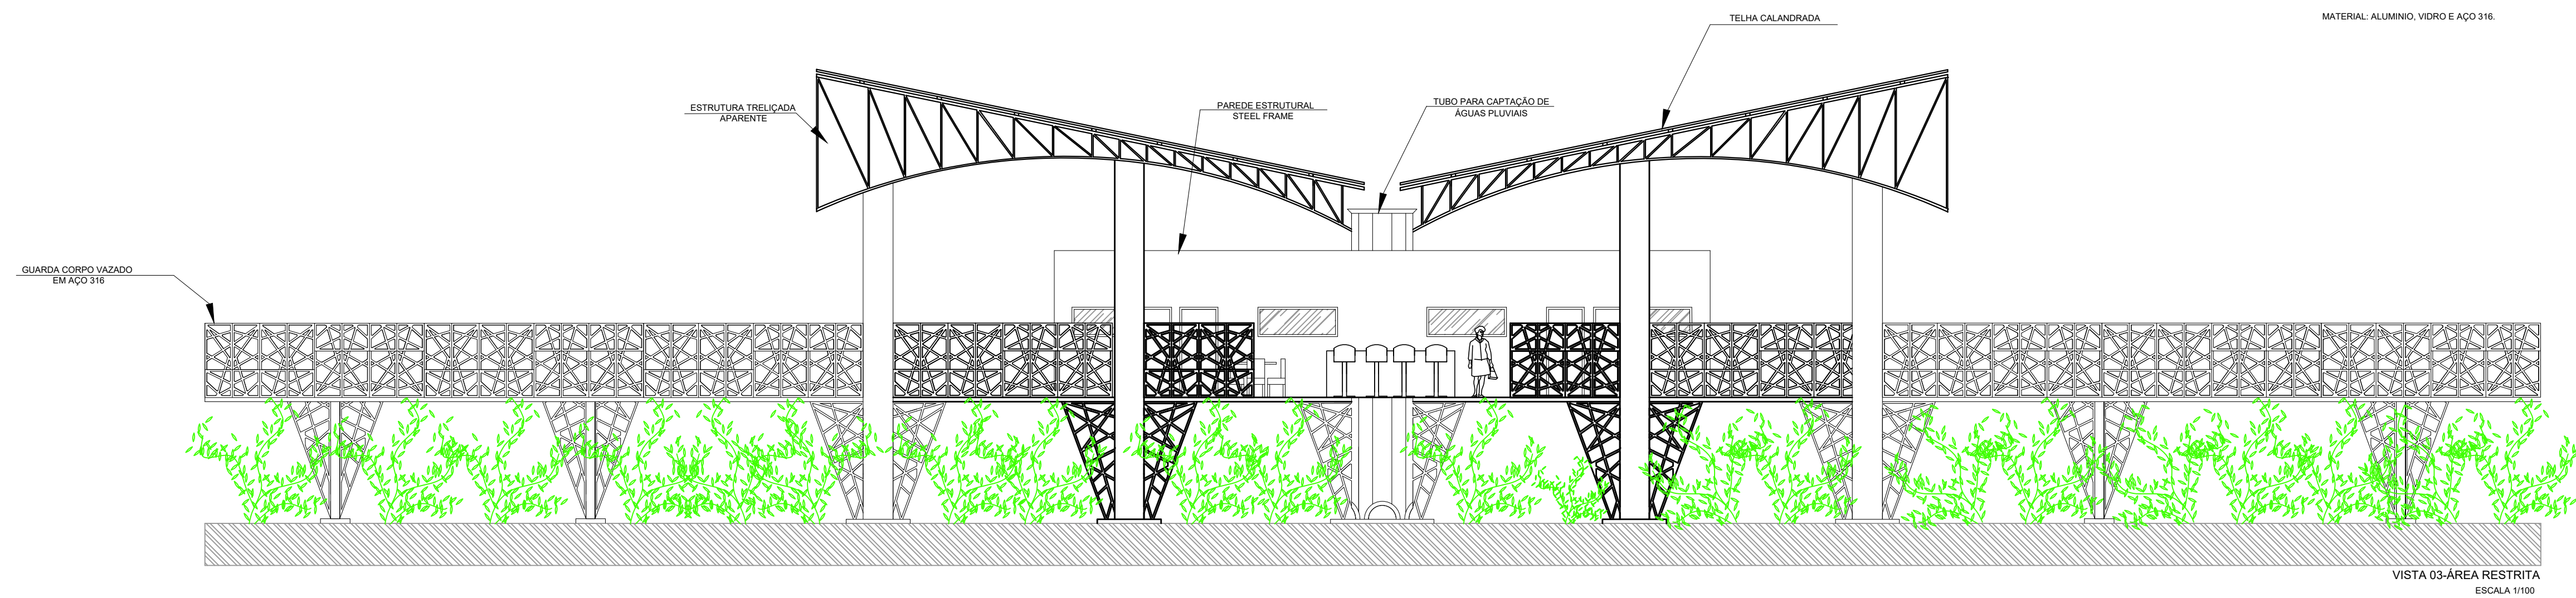 TELHA CALANDRADA
MATERIAL: ALUMINIO, VIDRO E AÇO 316.
ESTRUTURA TRELIÇADA
APARENTE
PAREDE ESTRUTURAL
STEEL FRAME
TUBO PARA CAPTAÇÃO DE
ÁGUAS PLUVIAIS
GUARDA CORPO VAZADO
EM AÇO 316
VISTA 03-ÁREA RESTRITA
ESCALA 1/100